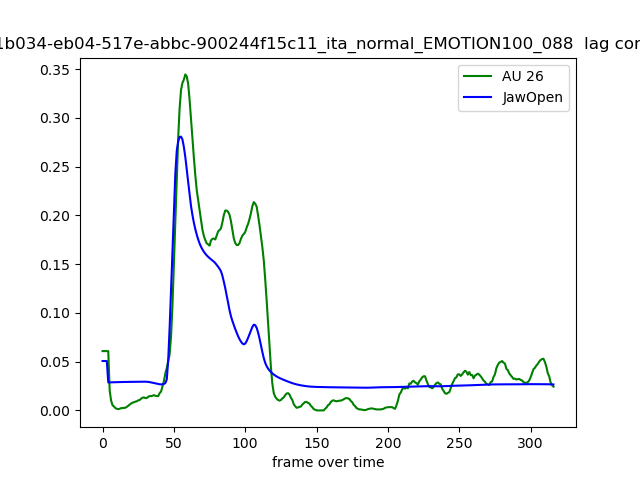 1b034-eb04-517e-abbc-900244f15c11_ita_normal_EMOTION100_088 lag cor
0.35
0.30
0.25
0.20
0.15
0.10
0.05
0.00
AU 26
JawOpen
0 50 100 150 200 250 300
frame over time